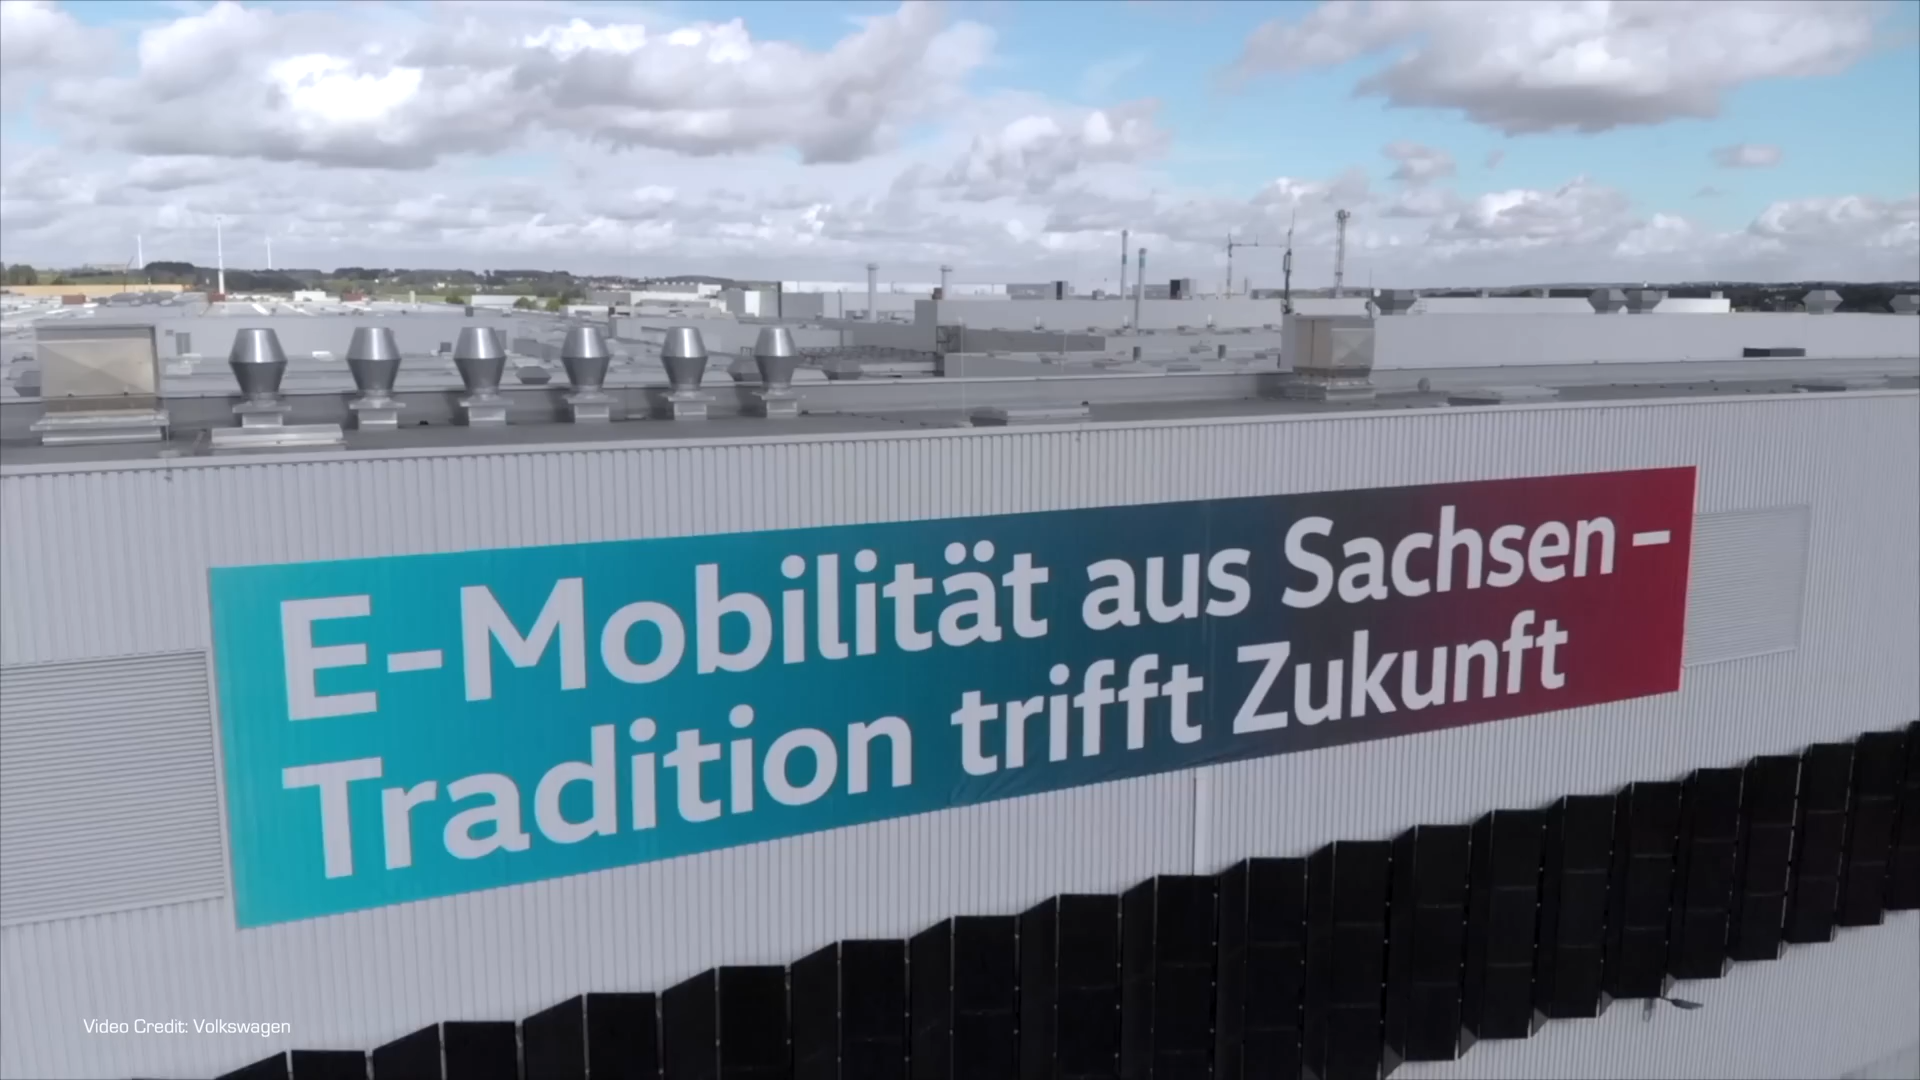 E-Mobilität aus Sachsen –
Tradition trifft Zukunft
Video Credit: Volkswagen